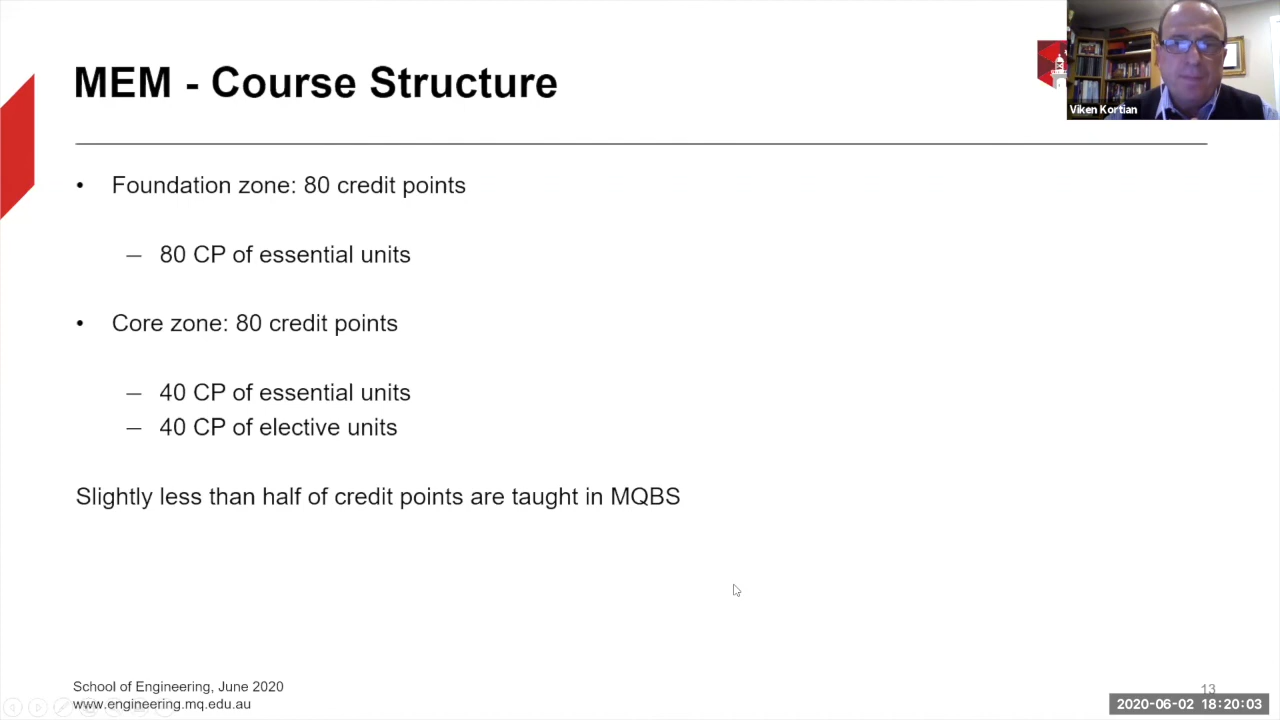 MEM - Course Structure
Viken Kortian
• Foundation zone: 80 credit points
– 80 CP of essential units
• Core zone: 80 credit points
– 40 CP of essential units
– 40 CP of elective units
Slightly less than half of credit points are taught in MQBS
School of Engineering, June 2020
www.engineering.mq.edu.au
13
2020-06-02 18:20:03